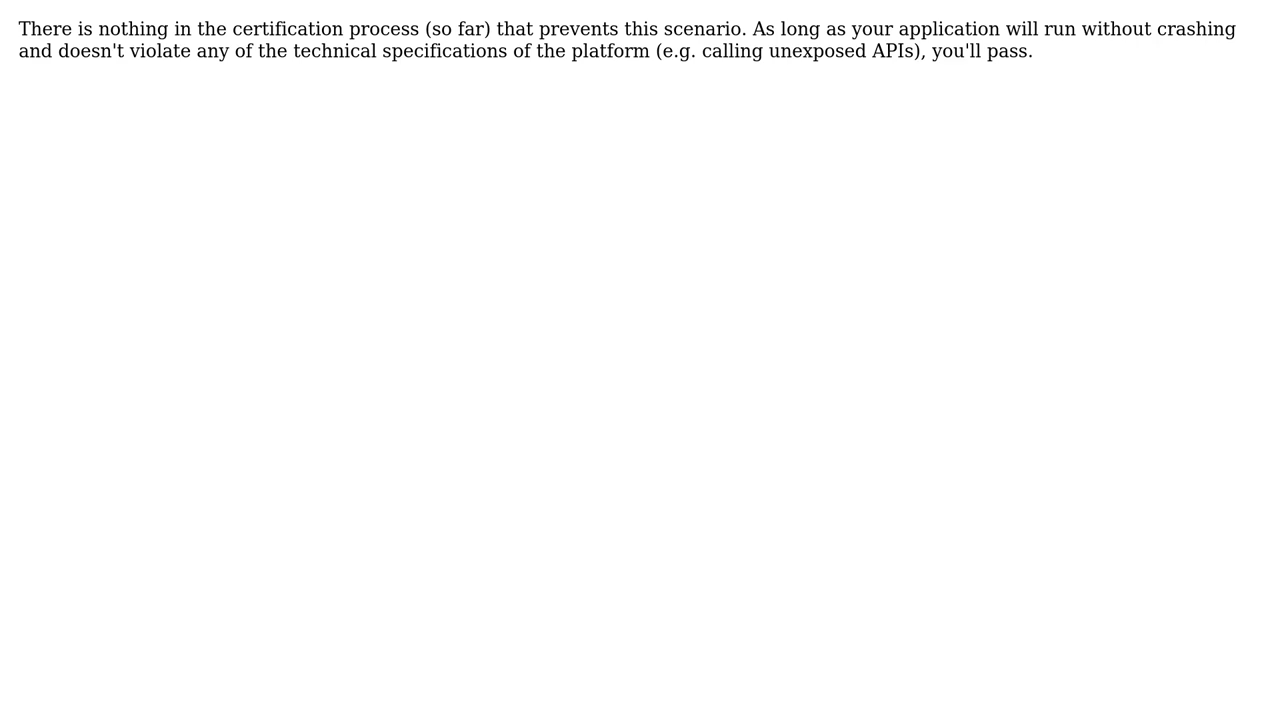 There is nothing in the certification process (so far) that prevents this scenario. As long as your application will run without crashing
and doesn't violate any of the technical specifications of the platform (e.g. calling unexposed APIs), you'll pass.